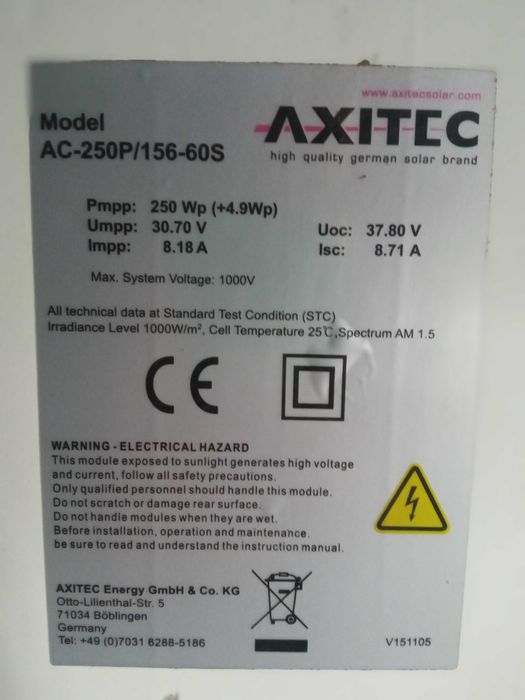 www.axitecsolar.com
AXITEC
high quality german solar brand
Model
AC-250P/156-60S
Pmpp: 250 Wp (+4.9Wp)
Umpp: 30.70 V Uoc: 37.80 V
Impp: 8.18 A Isc: 8.71 A
Max. System Voltage: 1000V
All technical data at Standard Test Condition (STC)
Irradiance Level 1000W/m², Cell Temperature 25℃,Spectrum AM 1.5
CE
WARNING - ELECTRICAL HAZARD
This module exposed to sunlight generates high voltage
and current, follow all safety precautions.
Only qualified personnel should handle this module.
Do not scratch or damage rear surface.
Do not handle modules when they are wet.
Before installation, operation and maintenance.
be sure to read and understand the instruction manual.
AXITEC Energy GmbH & Co. KG
Otto-Lilienthal-Str. 5
71034 Böblingen
Germany
Tel: +49 (0)7031 6288-5186
V151105